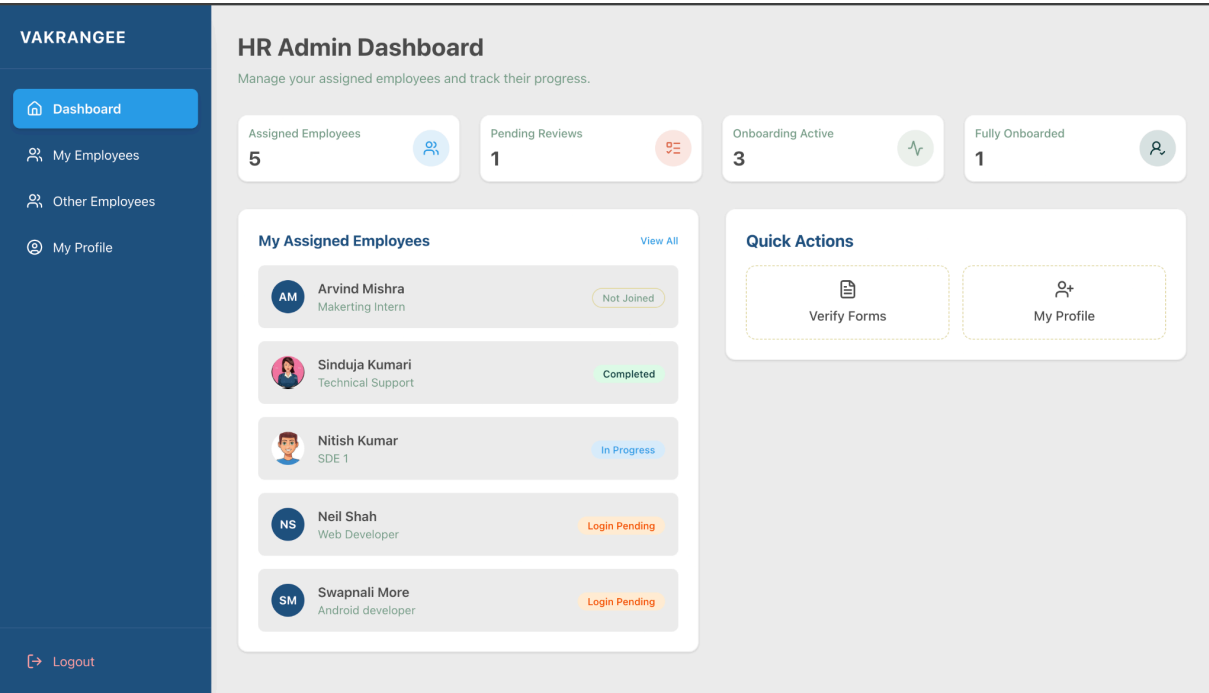 VAKRANGEE
Dashboard
My Employees
Other Employees
My Profile
Logout
HR Admin Dashboard
Manage your assigned employees and track their progress.
Assigned Employees
5
Pending Reviews
1
Onboarding Active
3
Fully Onboarded
1
My Assigned Employees
View All
AM
Arvind Mishra
Makerting Intern
Not Joined
Sinduja Kumari
Technical Support
Completed
Nitish Kumar
SDE 1
In Progress
NS
Neil Shah
Web Developer
Login Pending
SM
Swapnali More
Android developer
Login Pending
Quick Actions
Verify Forms
My Profile